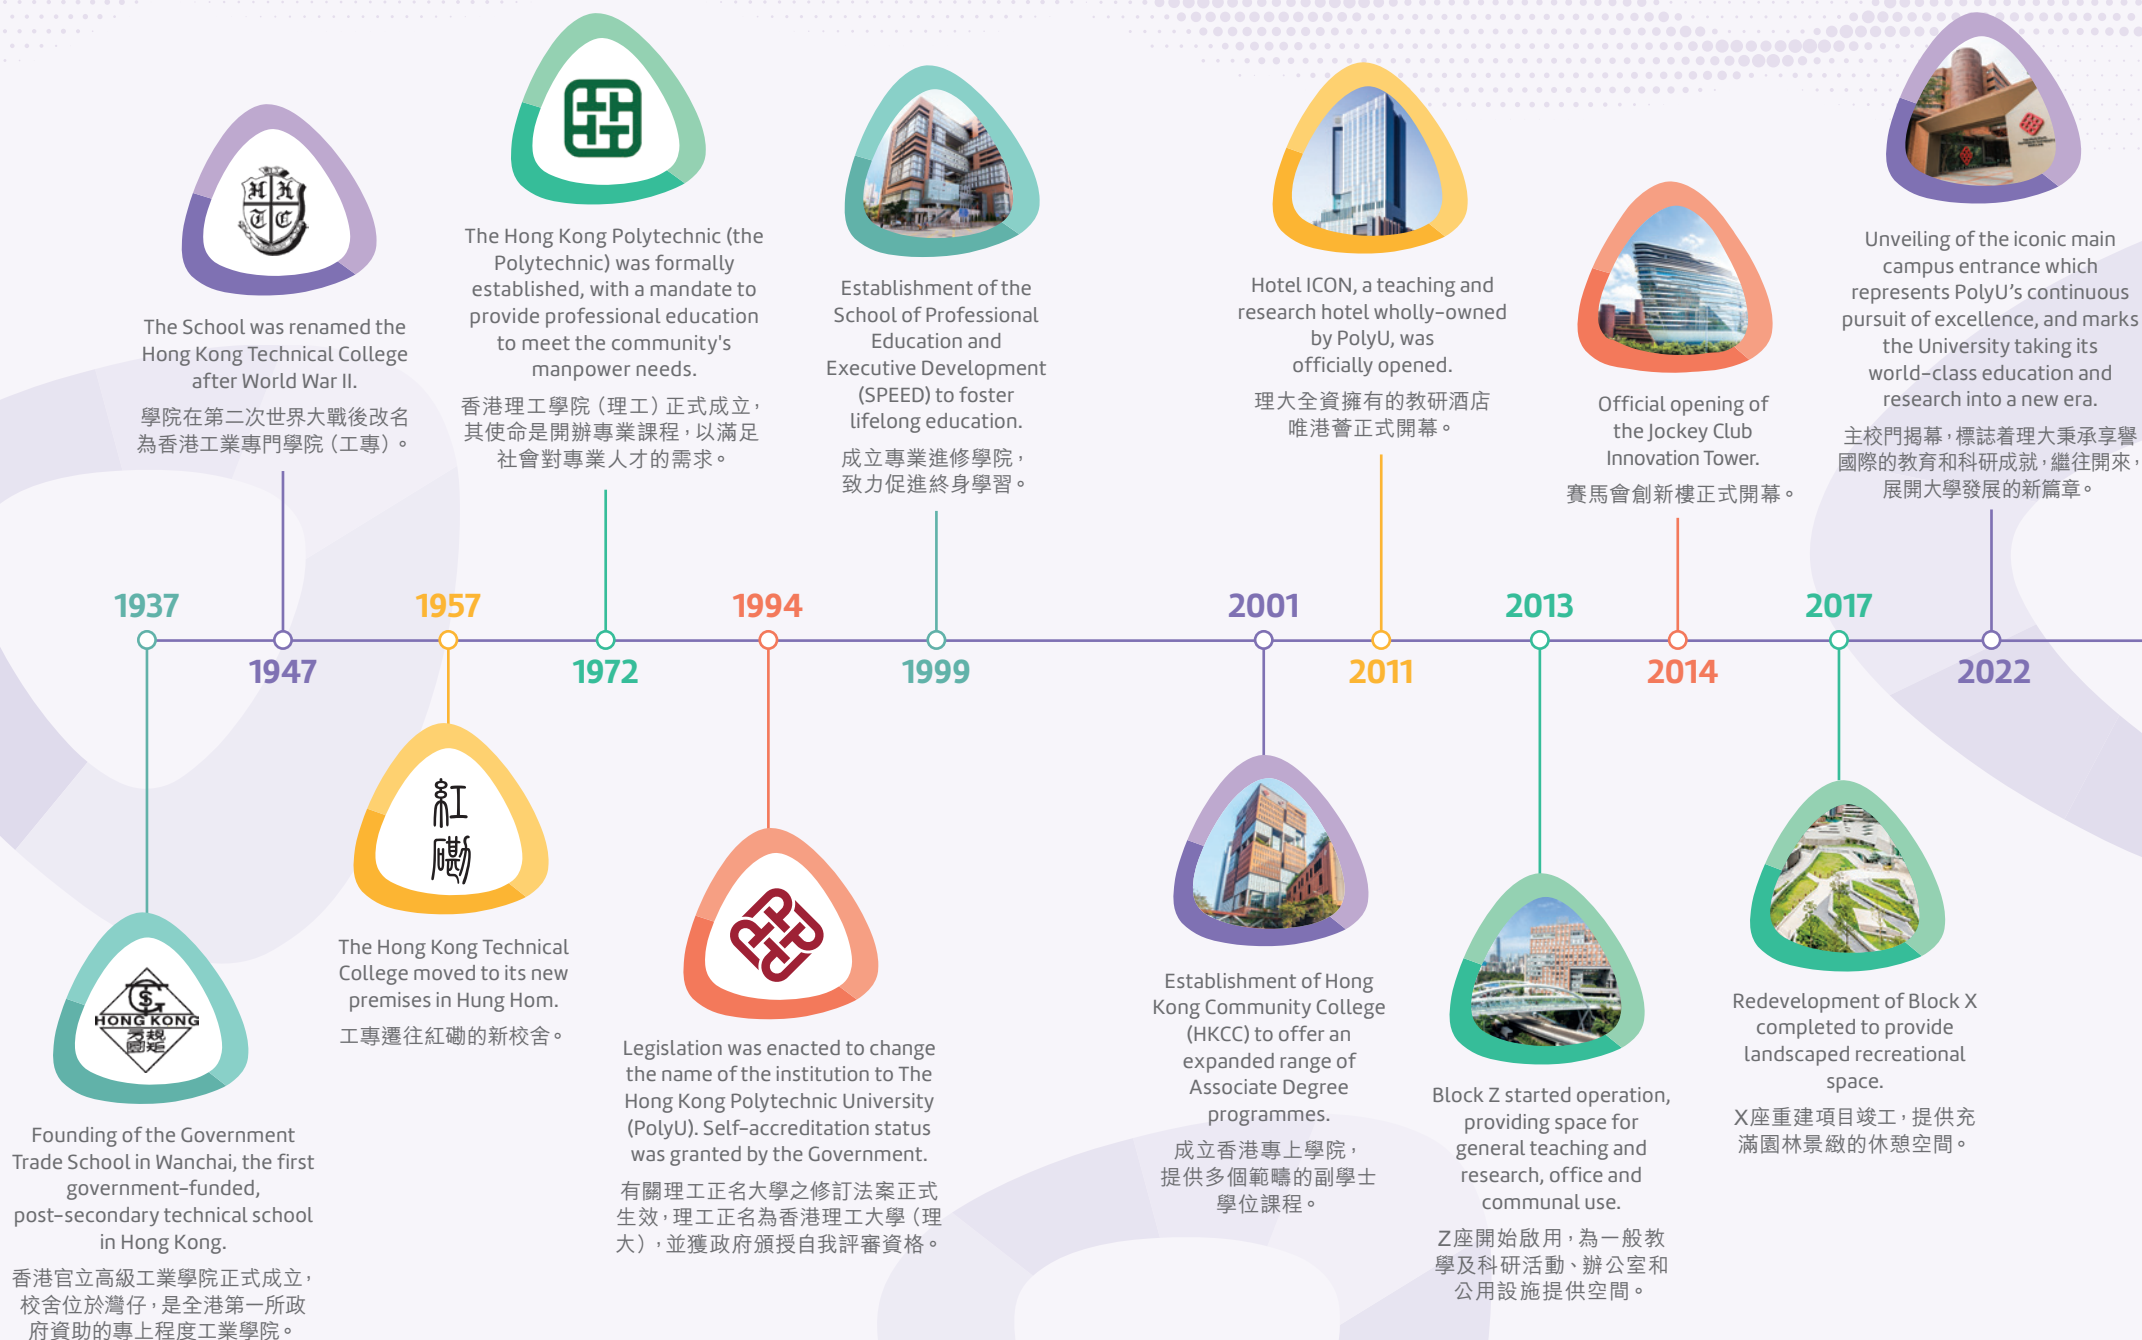 HKTC
The School was renamed the
Hong Kong Technical College
after World War II.
學院在第二次世界大戰後改名
為香港工業專門學院（工專）。
The Hong Kong Polytechnic (the
Polytechnic) was formally
established, with a mandate to
provide professional education
to meet the community's
manpower needs.
香港理工學院（理工）正式成立，
其使命是開辦專業課程，以滿足
社會對專業人才的需求。
Establishment of the
School of Professional
Education and
Executive Development
(SPEED) to foster
lifelong education.
成立專業進修學院，
致力促進終身學習。
Hotel ICON, a teaching and
research hotel wholly-owned
by PolyU, was
officially opened.
理大全資擁有的教研酒店
唯港薈正式開幕。
Official opening of
the Jockey Club
Innovation Tower.
賽馬會創新樓正式開幕。
Unveiling of the iconic main
campus entrance which
represents PolyU’s continuous
pursuit of excellence, and marks
the University taking its
world-class education and
research into a new era.
主校門揭幕，標誌着理大秉承享譽
國際的教育和科研成就，繼往開來，
展開大學發展的新篇章。
1937
1947
1957
1972
1994
1999
2001
2011
2013
2014
2017
2022
HONG KONG
Founding of the Government
Trade School in Wanchai, the first
government-funded,
post-secondary technical school
in Hong Kong.
香港官立高級工業學院正式成立，
校舍位於灣仔，是全港第一所政
府資助的專上程度工業學院。
紅
磡
The Hong Kong Technical
College moved to its new
premises in Hung Hom.
工專遷往紅磡的新校舍。
Legislation was enacted to change
the name of the institution to The
Hong Kong Polytechnic University
(PolyU). Self-accreditation status
was granted by the Government.
有關理工正名大學之修訂法案正式
生效，理工正名為香港理工大學（理
大），並獲政府頒授自我評審資格。
Establishment of Hong
Kong Community College
(HKCC) to offer an
expanded range of
Associate Degree
programmes.
成立香港專上學院，
提供多個範疇的副學士
學位課程。
Block Z started operation,
providing space for
general teaching and
research, office and
communal use.
Z座開始啟用，為一般教
學及科研活動、辦公室和
公用設施提供空間。
Redevelopment of Block X
completed to provide
landscaped recreational
space.
X座重建項目竣工，提供充
滿園林景緻的休憩空間。